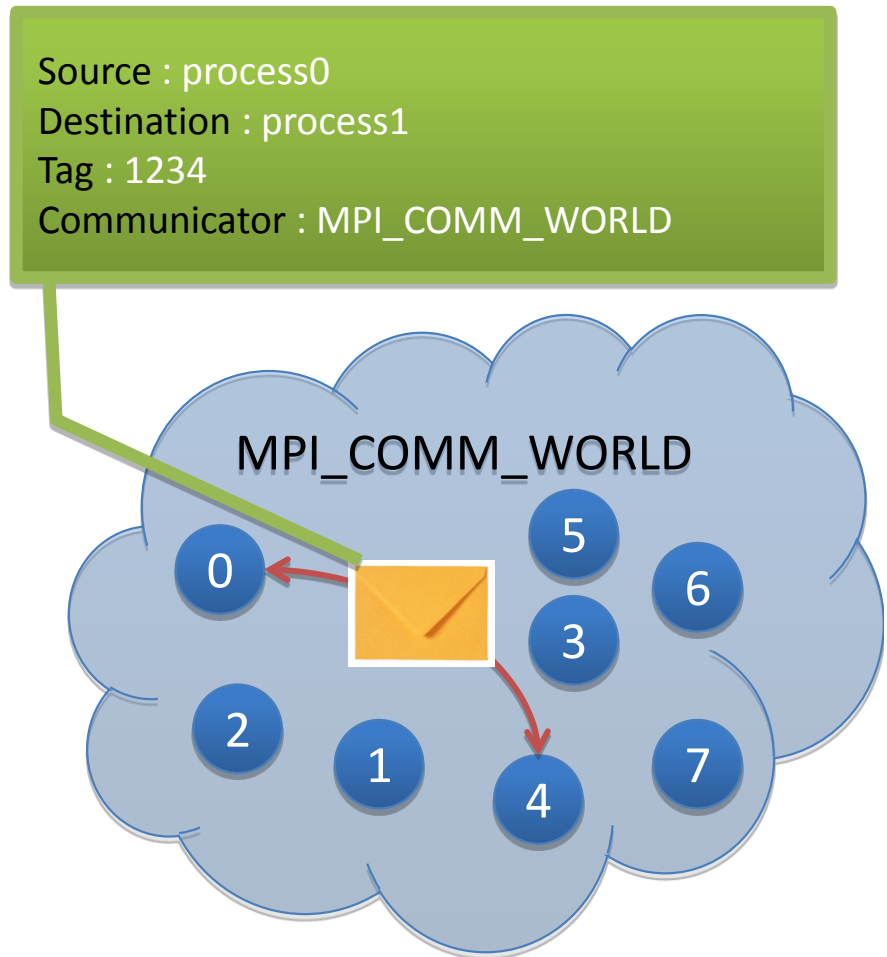 Source : process0
Destination : process1
Tag : 1234
Communicator : MPI_COMM_WORLD
MPI_COMM_WORLD
5
0
6
3
2
1
7
4